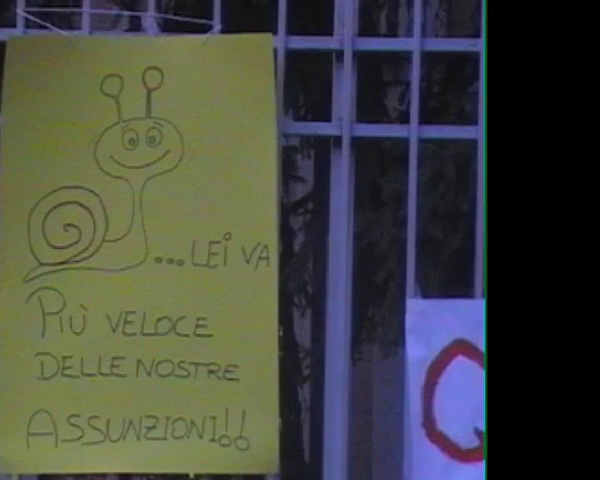 ...LEI VA
PIÙ VELOCE
DELLE NOSTRE
ASSUNZIONI!!
Q